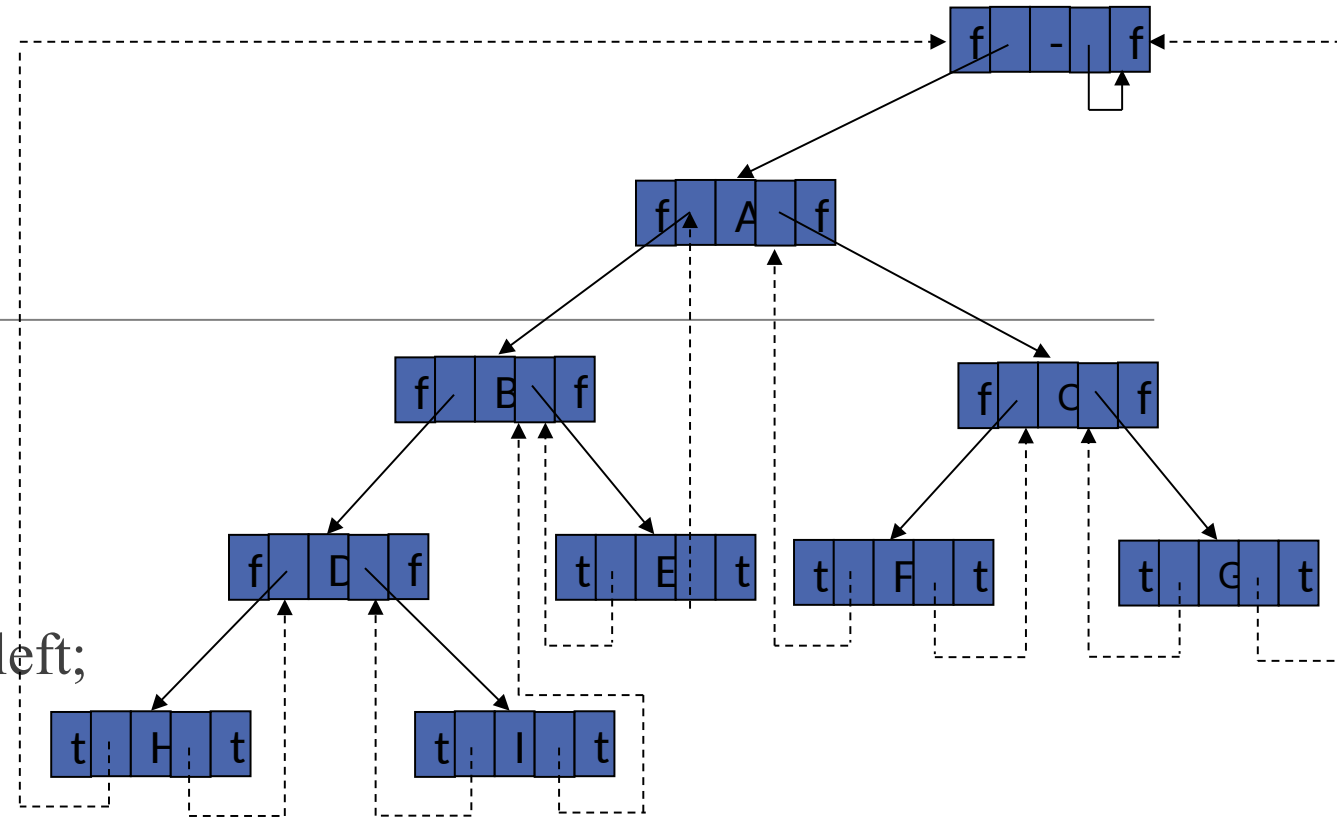 f - f
f A f
f B f
f C f
f D f
t E t
t F t
t G t
left;
t H t
t I t